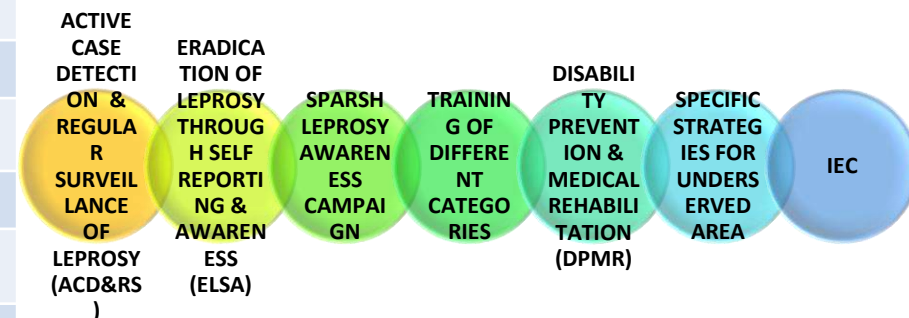 ACTIVE
CASE
DETECTI
ON &
REGULA
R
SURVEIL
LANCE
OF
LEPROSY
(ACD&RS
)
ERADICA
TION OF
LEPROSY
THROUG
H SELF
REPORTI
NG &
AWAREN
ESS
(ELSA)
SPARSH
LEPROSY
AWAREN
ESS
CAMPAI
GN
TRAININ
G OF
DIFFERE
NT
CATEGO
RIES
DISABILI
TY
PREVENT
ION &
MEDICAL
REHABILI
TATION
(DPMR)
SPECIFIC
STRATEG
IES FOR
UNDERS
ERVED
AREA
IEC